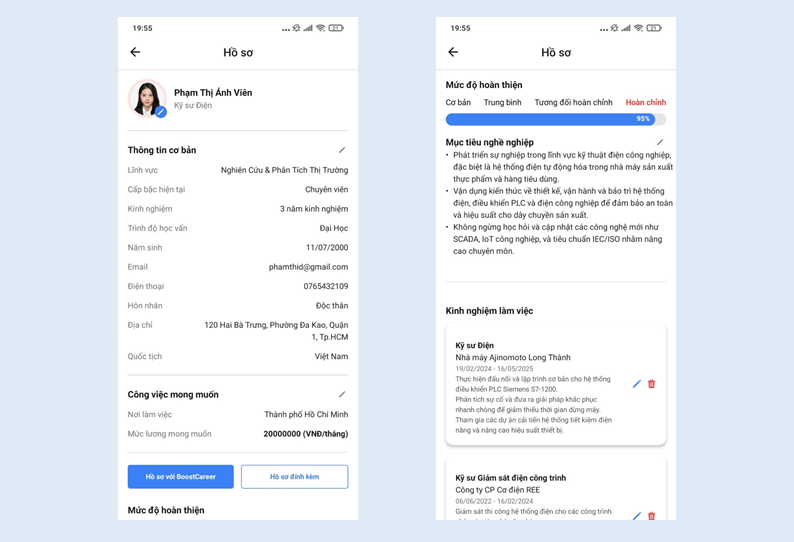 19:55
21
Hồ sơ
Phạm Thị Ánh Viên
Kỹ sư Điện
Thông tin cơ bản
Lĩnh vực Nghiên Cứu & Phân Tích Thị Trường
Cấp bậc hiện tại Chuyên viên
Kinh nghiệm 3 năm kinh nghiệm
Trình độ học vấn Đại Học
Năm sinh 11/07/2000
Email phamthid@gmail.com
Điện thoại 0765432109
Hôn nhân Độc thân
Địa chỉ 120 Hai Bà Trưng, Phường Đa Kao, Quận
1, Tp.HCM
Quốc tịch Việt Nam
Công việc mong muốn
Nơi làm việc Thành phố Hồ Chí Minh
Mức lương mong muốn 20000000 (VNĐ/tháng)
Hồ sơ với BoostCareer Hồ sơ đính kèm
Mức độ hoàn thiện
19:55
21
Hồ sơ
Mức độ hoàn thiện
Cơ bản Trung bình Tương đối hoàn chỉnh Hoàn chỉnh
95%
Mục tiêu nghề nghiệp
• Phát triển sự nghiệp trong lĩnh vực kỹ thuật điện công nghiệp,
đặc biệt là hệ thống điện tự động hóa trong nhà máy sản xuất
thực phẩm và hàng tiêu dùng.
• Vận dụng kiến thức về thiết kế, vận hành và bảo trì hệ thống
điện, điều khiển PLC và điện công nghiệp để đảm bảo an toàn
và hiệu suất cho dây chuyền sản xuất.
• Không ngừng học hỏi và cập nhật các công nghệ mới như
SCADA, IoT công nghiệp, và tiêu chuẩn IEC/ISO nhằm nâng
cao chuyên môn.
Kinh nghiệm làm việc
Kỹ sư Điện
Nhà máy Ajinomoto Long Thành
19/02/2024 - 16/05/2025
Thực hiện đấu nối và lập trình cơ bản cho hệ thống
điều khiển PLC Siemens S7-1200.
Phân tích sự cố và đưa ra giải pháp khắc phục
nhanh chóng để giảm thiểu thời gian dừng máy.
Tham gia các dự án cải tiến hệ thống tiết kiệm điện
năng và nâng cao hiệu suất thiết bị.
Kỹ sư Giám sát điện công trình
Công ty CP Cơ điện REE
06/06/2022 - 16/02/2024
Giám sát thi công hệ thống điện cho các công trình